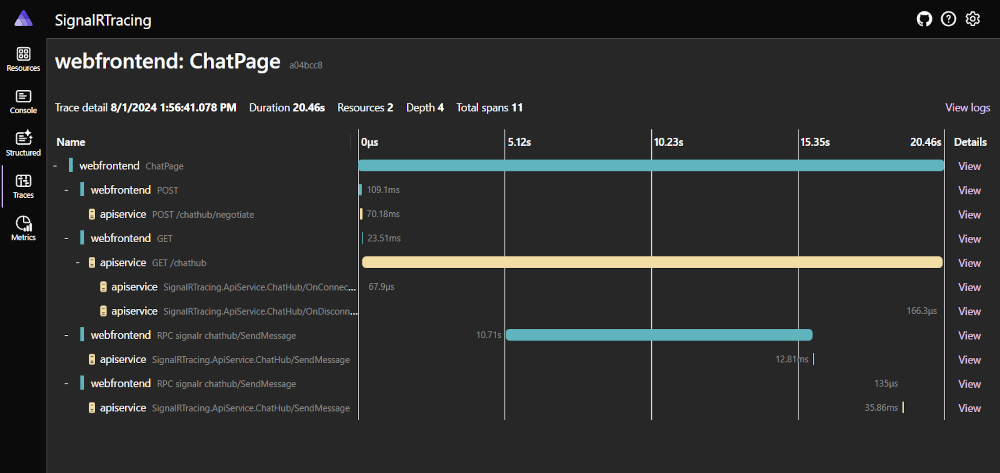 SignalRTracing
Resources
Console
Structured
Traces
Metrics
webfrontend: ChatPage a04bcc8
Trace detail 8/1/2024 1:56:41.078 PM Duration 20.46s Resources 2 Depth 4 Total spans 11 View logs
Name 0μs 5.12s 10.23s 15.35s 20.46s Details
- webfrontend ChatPage View
- webfrontend POST 109.1ms View
apiservice POST /chathub/negotiate 70.18ms View
- webfrontend GET 23.51ms View
- apiservice GET /chathub View
apiservice SignalRTracing.ApiService.ChatHub/OnConnec... 67.9μs View
apiservice SignalRTracing.ApiService.ChatHub/OnDisconn... 166.3μs View
- webfrontend RPC signalr chathub/SendMessage 10.71s View
apiservice SignalRTracing.ApiService.ChatHub/SendMessage 12.81ms View
- webfrontend RPC signalr chathub/SendMessage 135μs View
apiservice SignalRTracing.ApiService.ChatHub/SendMessage 35.86ms View